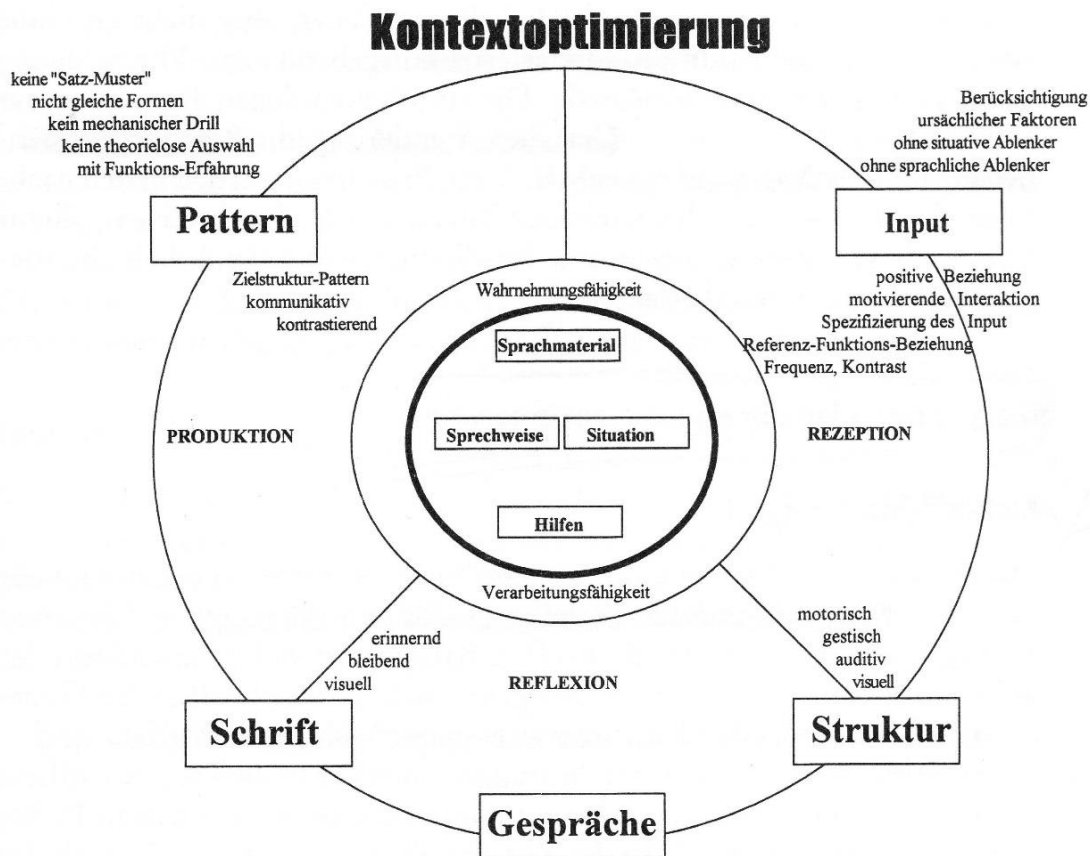 Kontextoptimierung
keine "Satz-Muster"
nicht gleiche Formen
kein mechanischer Drill
keine theorielose Auswahl
mit Funktions-Erfahrung
Pattern
Zielstruktur-Pattern
kommunikativ
kontrastierend
Berücksichtigung
ursächlicher Faktoren
ohne situative Ablenker
ohne sprachliche Ablenker
Input
positive Beziehung
motivierende Interaktion
Spezifizierung des Input
Referenz-Funktions-Beziehung
Frequenz, Kontrast
Wahrnehmungsfähigkeit
Sprachmaterial
PRODUKTION
Sprechweise
Situation
REZEPTION
Hilfen
Verarbeitungsfähigkeit
erinnernd
bleibend
visuell
REFLEXION
motorisch
gestisch
auditiv
visuell
Schrift
Struktur
Gespräche